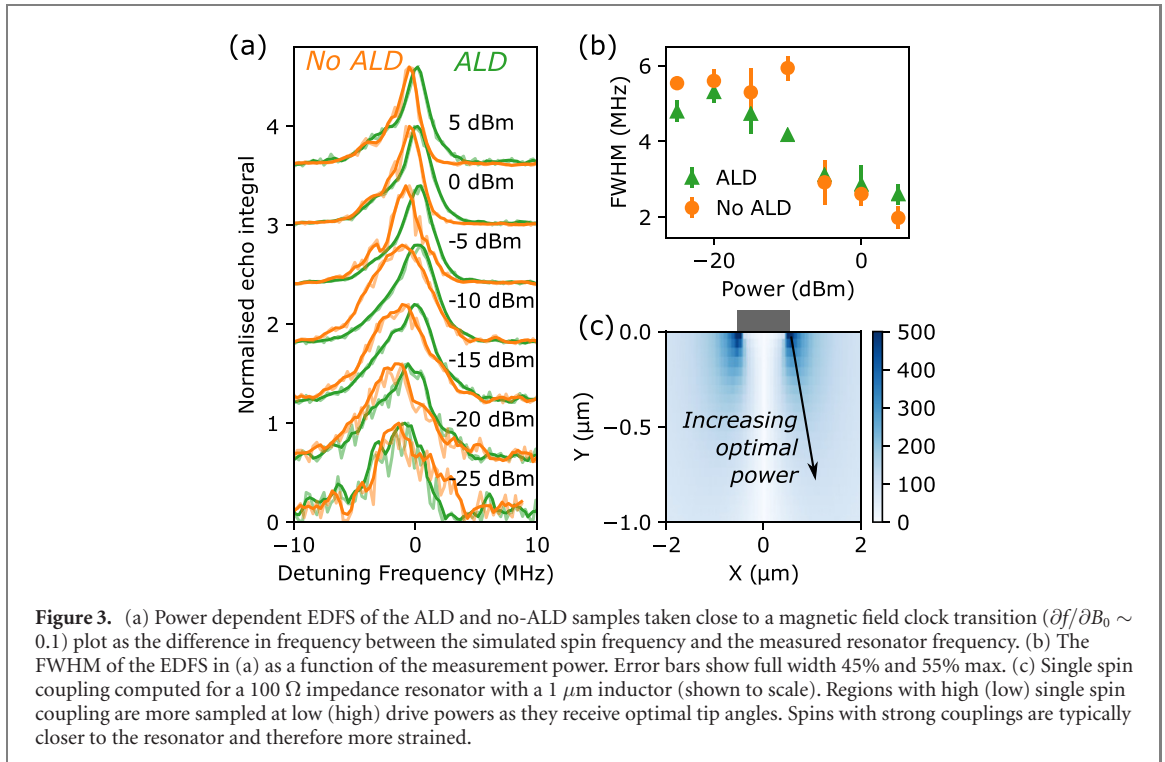 (a)
No ALD
ALD
5 dBm
0 dBm
-5 dBm
-10 dBm
-15 dBm
-20 dBm
-25 dBm
4
3
2
1
0
Normalised echo integral
−10
0
10
Detuning Frequency (MHz)
(b)
6
4
2
FWHM (MHz)
ALD
No ALD
−20
0
Power (dBm)
(c)
0.0
−0.5
−1.0
Y (μm)
Increasing
optimal
power
−2
0
2
X (μm)
500
400
300
200
100
0
Figure 3. (a) Power dependent EDFS of the ALD and no-ALD samples taken close to a magnetic field clock transition (∂f/∂B₀ ∼
0.1) plot as the difference in frequency between the simulated spin frequency and the measured resonator frequency. (b) The
FWHM of the EDFS in (a) as a function of the measurement power. Error bars show full width 45% and 55% max. (c) Single spin
coupling computed for a 100 Ω impedance resonator with a 1 μm inductor (shown to scale). Regions with high (low) single spin
coupling are more sampled at low (high) drive powers as they receive optimal tip angles. Spins with strong couplings are typically
closer to the resonator and therefore more strained.